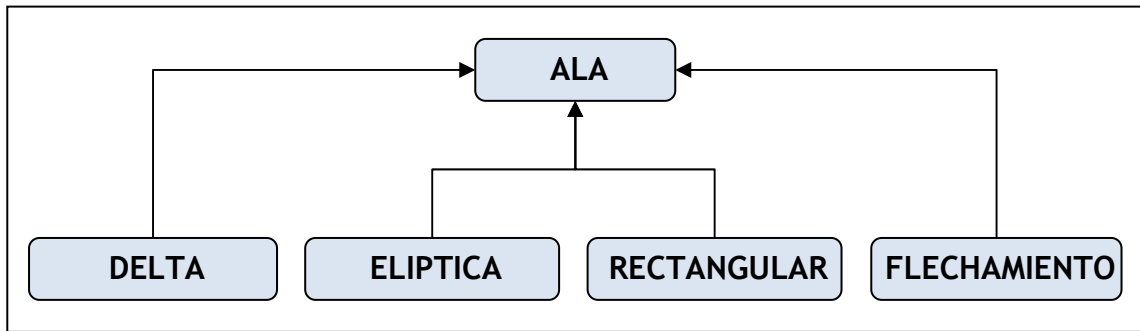 ALA
DELTA
ELIPTICA
RECTANGULAR
FLECHAMIENTO